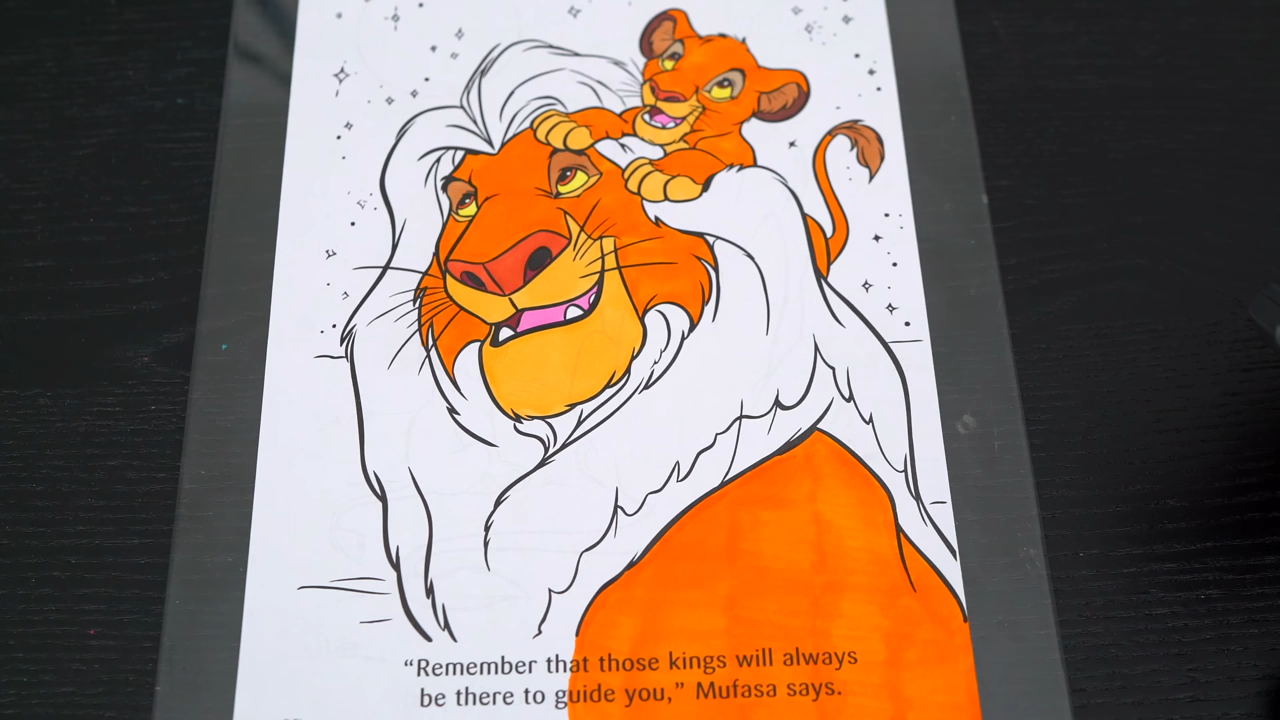 “Remember that those kings will always
be there to guide you,” Mufasa says.